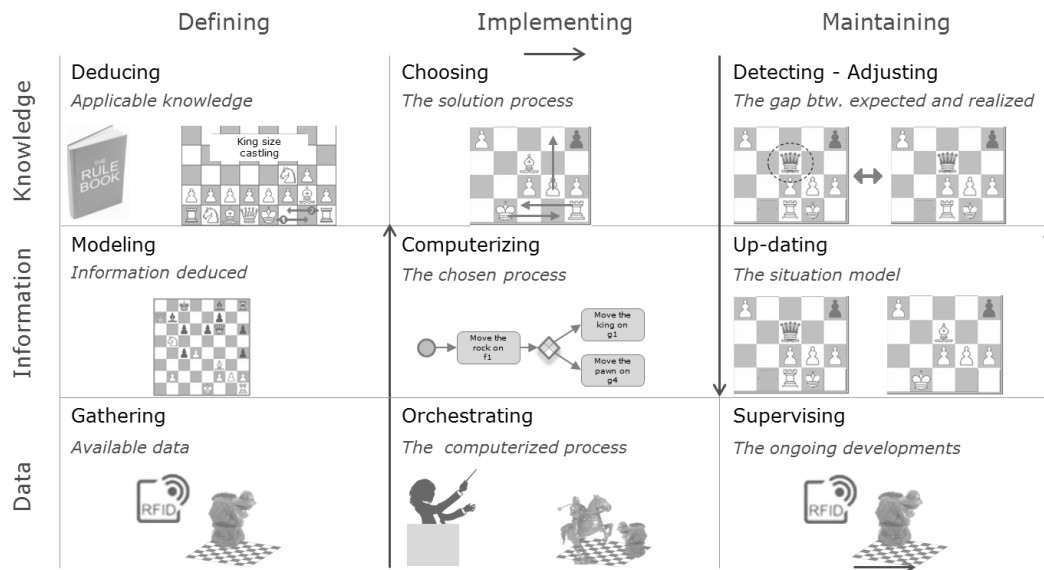 Defining
Implementing
Maintaining
Knowledge
Deducing
Applicable knowledge
THE
RULE
BOOK
King size
castling
1
2
Choosing
The solution process
Detecting - Adjusting
The gap btw. expected and realized
Information
Modeling
Information deduced
Computerizing
The chosen process
Move the
rock on
f1
Move the
king on
g1
Move the
pawn on
g4
Up-dating
The situation model
Data
Gathering
Available data
RFID
Orchestrating
The computerized process
Supervising
The ongoing developments
RFID